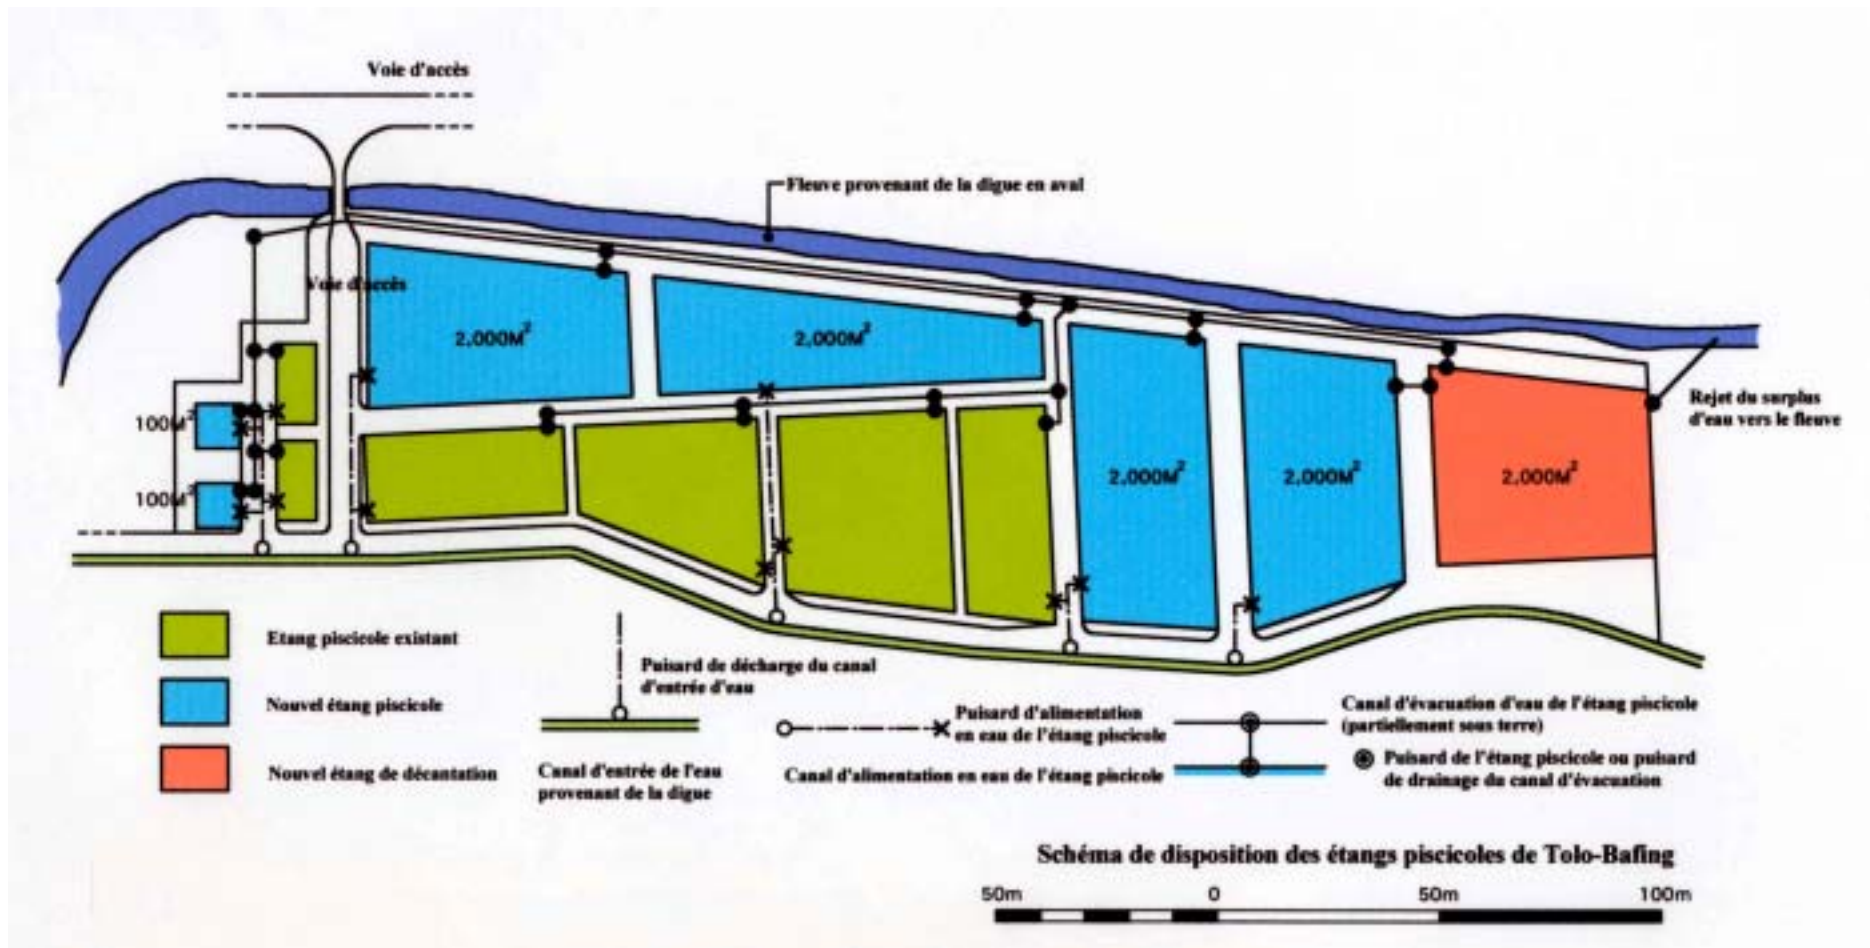 Voie d'accès
Fleuve provenant de la digue en aval
Voie d'accès
2,000M²
2,000M²
Rejet du surplus
d'eau vers le fleuve
100M²
2,000M²
2,000M²
2,000M²
100M²
Etang piscicole existant
Nouvel étang piscicole
Nouvel étang de décantation
Puisard de décharge du canal
d'entrée d'eau
Canal d'entrée de l'eau
provenant de la digue
Puisard d'alimentation
en eau de l'étang piscicole
Canal d'alimentation en eau de l'étang piscicole
Canal d'évacuation d'eau de l'étang piscicole
(partiellement sous terre)
Puisard de l'étang piscicole ou puisard
de drainage du canal d'évacuation
Schéma de disposition des étangs piscicoles de Tolo-Bafing
50m 0 50m 100m